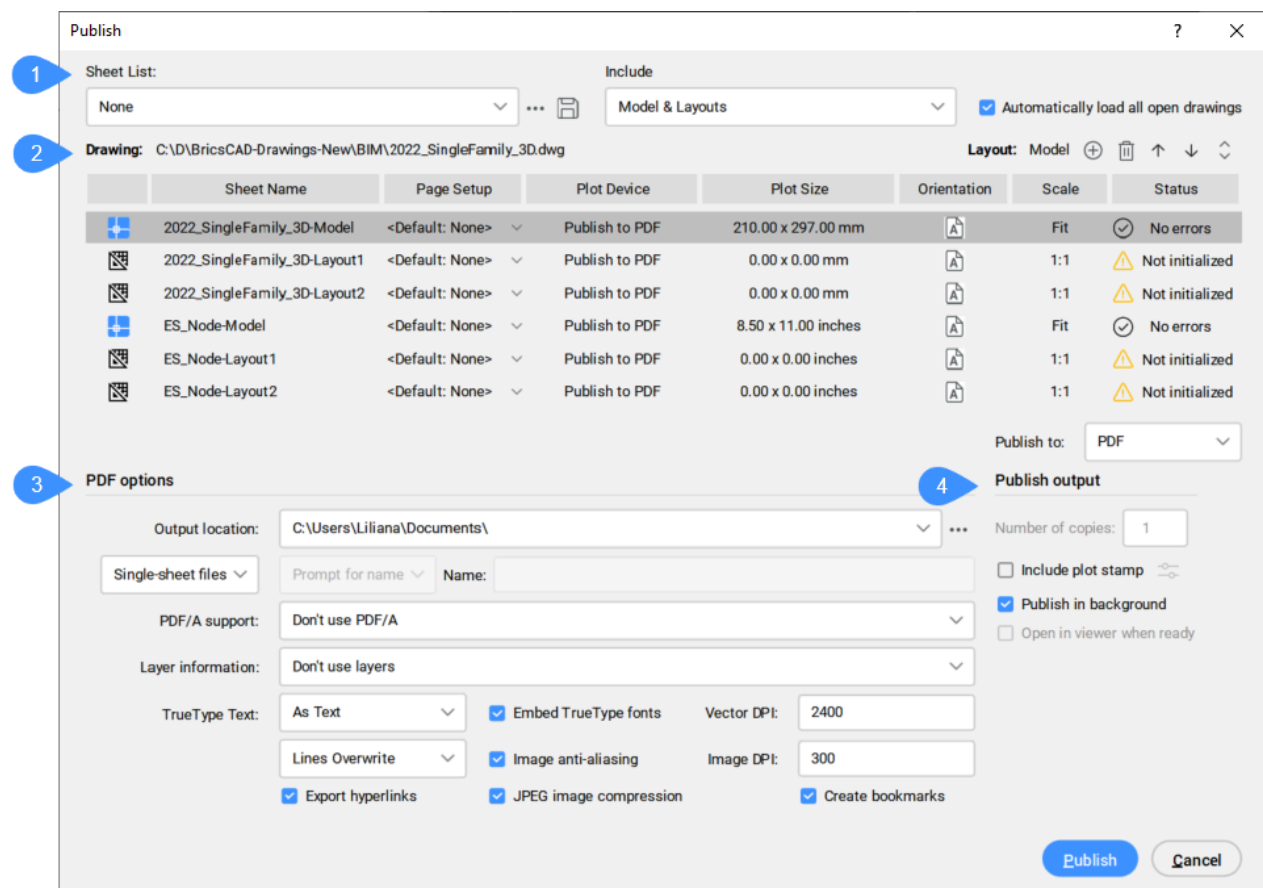 Publish ?
1 Sheet List: Include
None ... Model & Layouts Automatically load all open drawings
2 Drawing: C:\D\BricsCAD-Drawings-New\BIM\2022_SingleFamily_3D.dwg Layout: Model
Sheet Name Page Setup Plot Device Plot Size Orientation Scale Status
2022_SingleFamily_3D-Model <Default: None> Publish to PDF 210.00 x 297.00 mm A Fit No errors
2022_SingleFamily_3D-Layout1 <Default: None> Publish to PDF 0.00 x 0.00 mm A 1:1 Not initialized
2022_SingleFamily_3D-Layout2 <Default: None> Publish to PDF 0.00 x 0.00 mm A 1:1 Not initialized
ES_Node-Model <Default: None> Publish to PDF 8.50 x 11.00 inches A Fit No errors
ES_Node-Layout1 <Default: None> Publish to PDF 0.00 x 0.00 inches A 1:1 Not initialized
ES_Node-Layout2 <Default: None> Publish to PDF 0.00 x 0.00 inches A 1:1 Not initialized
Publish to: PDF
3 PDF options 4 Publish output
Output location: C:\Users\Liliana\Documents\ ... Number of copies: 1
Single-sheet files Prompt for name Name: Include plot stamp
PDF/A support: Don't use PDF/A Publish in background
Open in viewer when ready
Layer information: Don't use layers
TrueType Text: As Text Embed TrueType fonts Vector DPI: 2400
Lines Overwrite Image anti-aliasing Image DPI: 300
Export hyperlinks JPEG image compression Create bookmarks
Publish Cancel